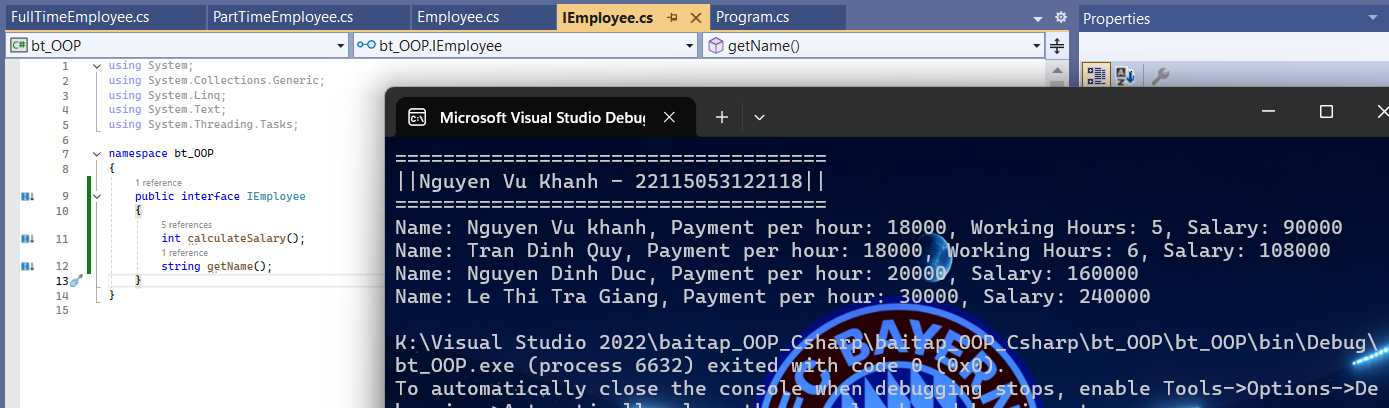 FullTimeEmployee.cs PartTimeEmployee.cs Employee.cs IEmployee.cs Program.cs Properties
bt_OOP bt_OOP.IEmployee getName()
1 using System;
2 using System.Collections.Generic;
3 using System.Linq;
4 using System.Text;
5 using System.Threading.Tasks;
6
7 namespace bt_OOP
8 {
1 reference
9 public interface IEmployee
10 {
5 references
11 int calculateSalary();
1 reference
12 string getName();
13 }
14 }
15
Microsoft Visual Studio Debug
====================================
||Nguyen Vu Khanh - 22115053122118||
====================================
Name: Nguyen Vu khanh, Payment per hour: 18000, Working Hours: 5, Salary: 90000
Name: Tran Dinh Quy, Payment per hour: 18000, Working Hours: 6, Salary: 108000
Name: Nguyen Dinh Duc, Payment per hour: 20000, Salary: 160000
Name: Le Thi Tra Giang, Payment per hour: 30000, Salary: 240000
K:\Visual Studio 2022\baitap_OOP_Csharp\baitap_OOP_Csharp\bt_OOP\bt_OOP\bin\Debug\
bt_OOP.exe (process 6632) exited with code 0 (0x0).
To automatically close the console when debugging stops, enable Tools->Options->De
FC BAYER